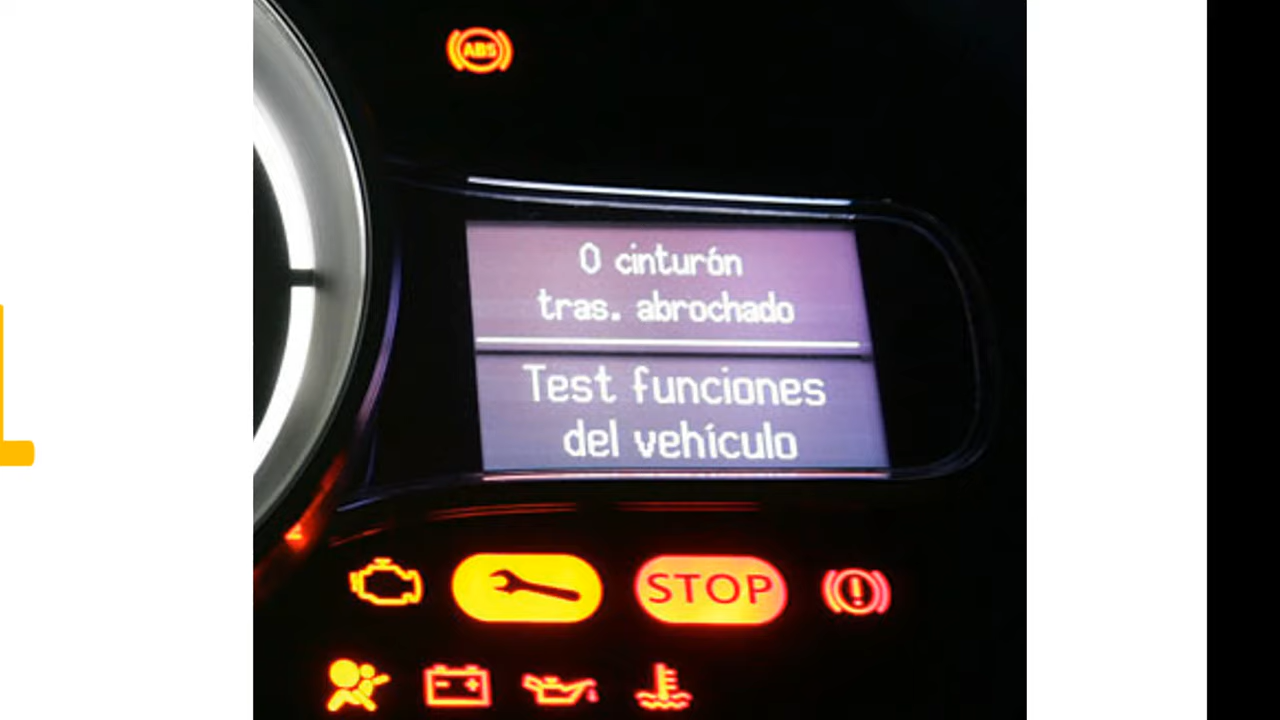 ABS
0 cinturón
tras. abrochado
Test funciones
del vehículo
STOP